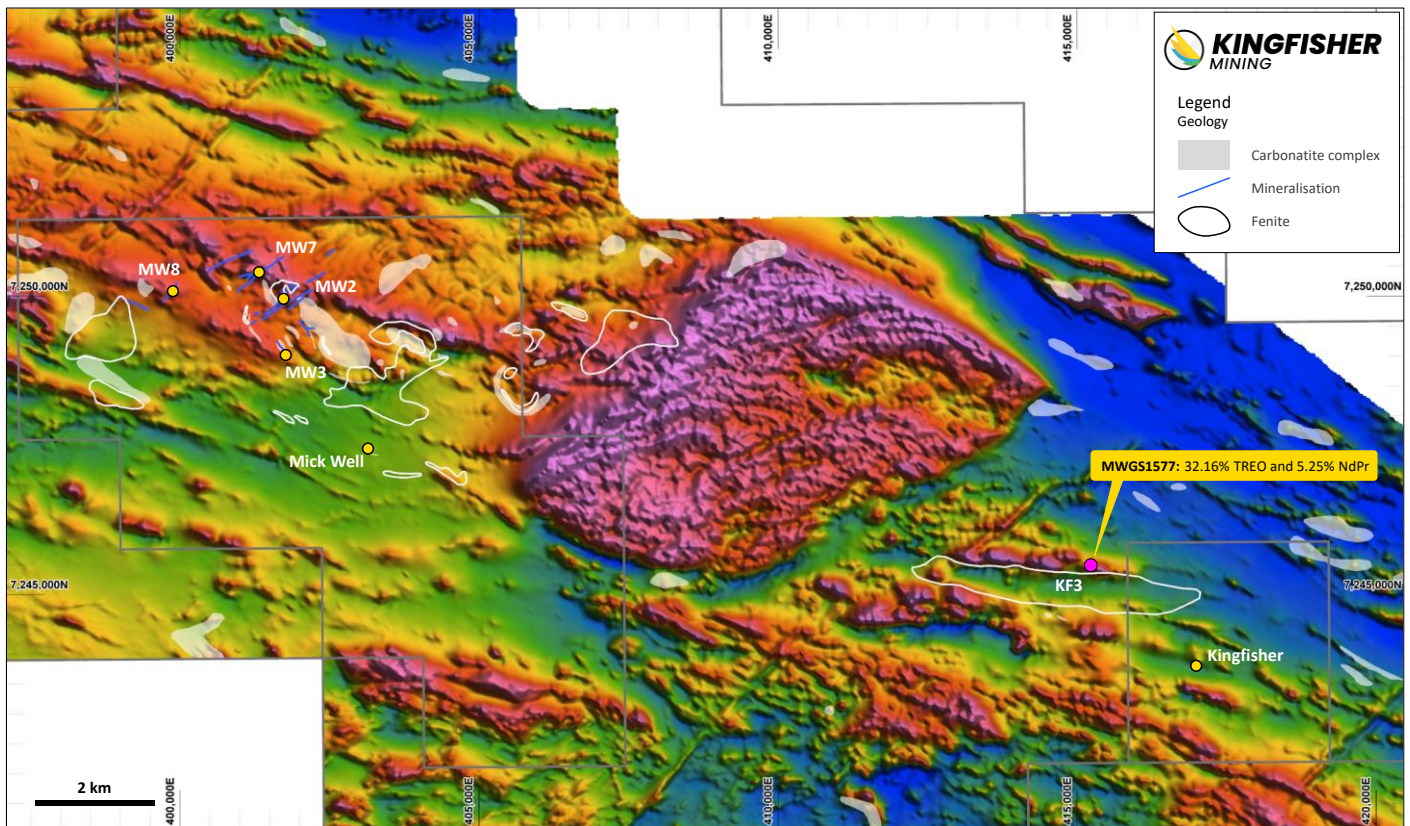 400,000E
405,000E
410,000E
415,000E
KINGFISHER
MINING
Legend
Geology
Carbonatite complex
Mineralisation
Fenite
MW7
MW8
MW2
7,250,000N
7,250,000N
MW3
Mick Well
MWGS1577: 32.16% TREO and 5.25% NdPr
7,245,000N
KF3
7,245,000N
Kingfisher
2 km
400,000E
405,000E
410,000E
415,000E
420,000E